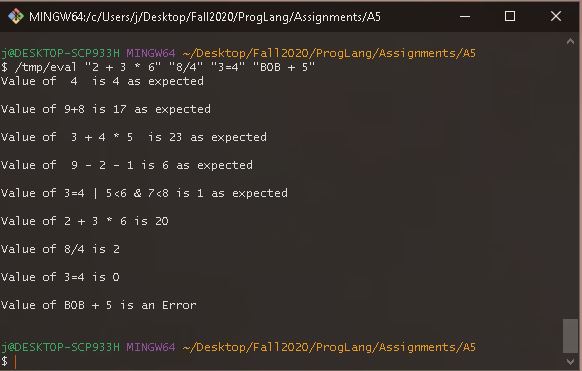 MINGW64:/c/Users/j/Desktop/Fall2020/ProgLang/Assignments/A5
j@DESKTOP-SCP933H MINGW64 ~/Desktop/Fall2020/ProgLang/Assignments/A5
$ /tmp/eval "2 + 3 * 6" "8/4" "3=4" "BOB + 5"
Value of  4  is 4 as expected
Value of 9+8 is 17 as expected
Value of  3 + 4 * 5  is 23 as expected
Value of  9 - 2 - 1 is 6 as expected
Value of 3=4 | 5<6 & 7<8 is 1 as expected
Value of 2 + 3 * 6 is 20
Value of 8/4 is 2
Value of 3=4 is 0
Value of BOB + 5 is an Error
j@DESKTOP-SCP933H MINGW64 ~/Desktop/Fall2020/ProgLang/Assignments/A5
$